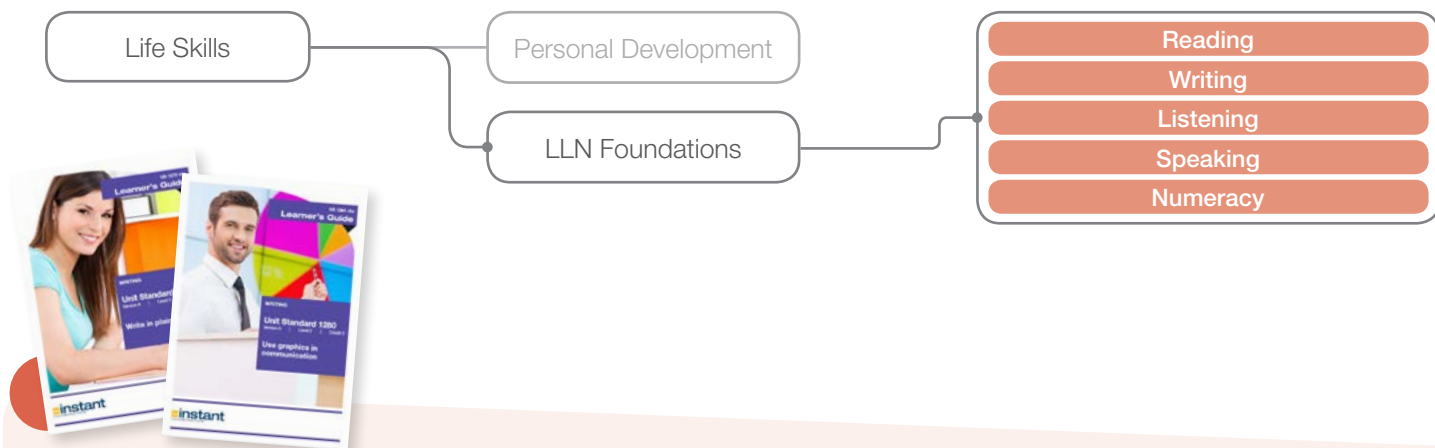 Life Skills
Personal Development
LLN Foundations
Reading
Writing
Listening
Speaking
Numeracy
Learner's Guide
WRITING
Unit Standard
Write in plain
instant
Learner's Guide
WRITING
Unit Standard 1280
Use graphics in
communication
instant